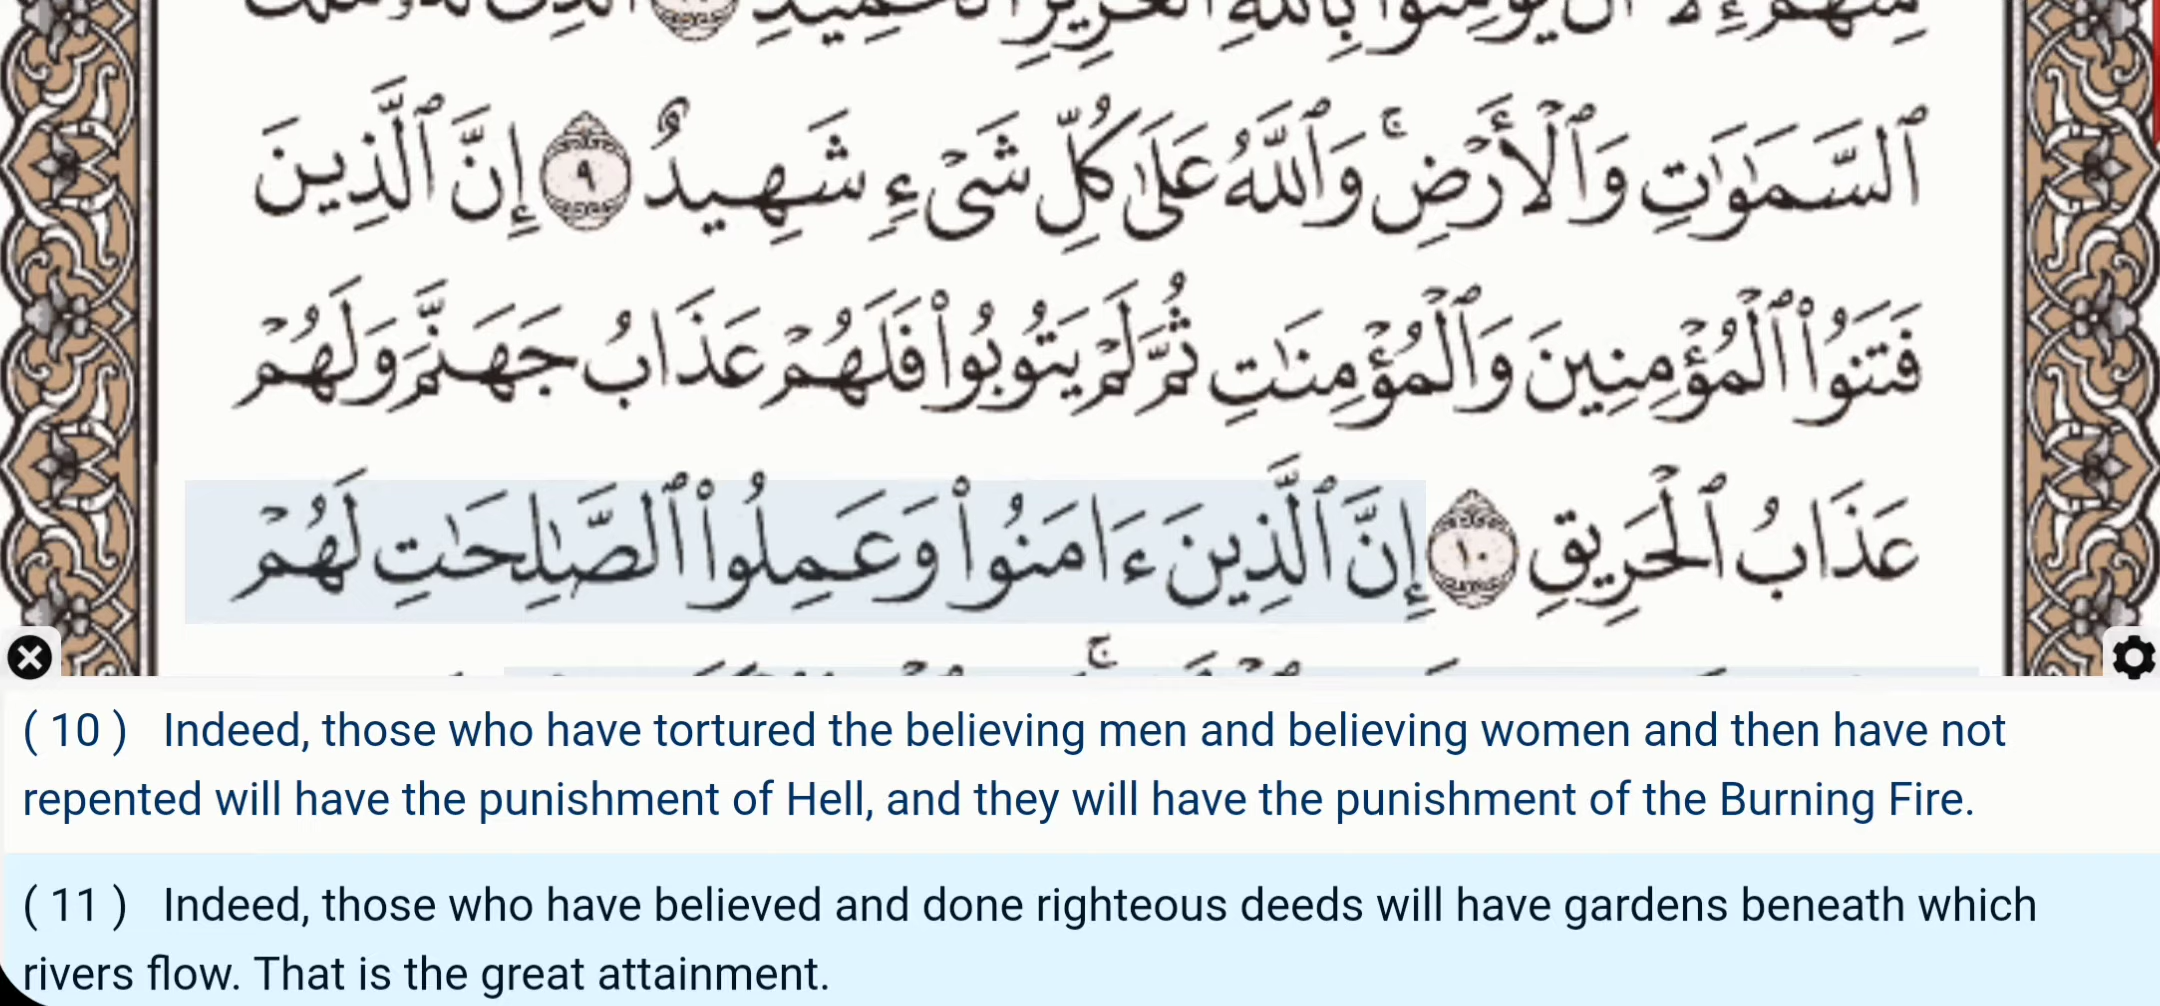 ٱلسَّمَٰوَٰتِ وَٱلْأَرْضِ ۚ وَٱللَّهُ عَلَىٰ كُلِّ شَىْءٍ شَهِيدٌ ٩ إِنَّ ٱلَّذِينَ
فَتَنُوا۟ ٱلْمُؤْمِنِينَ وَٱلْمُؤْمِنَٰتِ ثُمَّ لَمْ يَتُوبُوا۟ فَلَهُمْ عَذَابُ جَهَنَّمَ وَلَهُمْ
عَذَابُ ٱلْحَرِيقِ ١٠ إِنَّ ٱلَّذِينَ ءَامَنُوا۟ وَعَمِلُوا۟ ٱلصَّٰلِحَٰتِ لَهُمْ
( 10 ) Indeed, those who have tortured the believing men and believing women and then have not
repented will have the punishment of Hell, and they will have the punishment of the Burning Fire.
( 11 ) Indeed, those who have believed and done righteous deeds will have gardens beneath which
rivers flow. That is the great attainment.